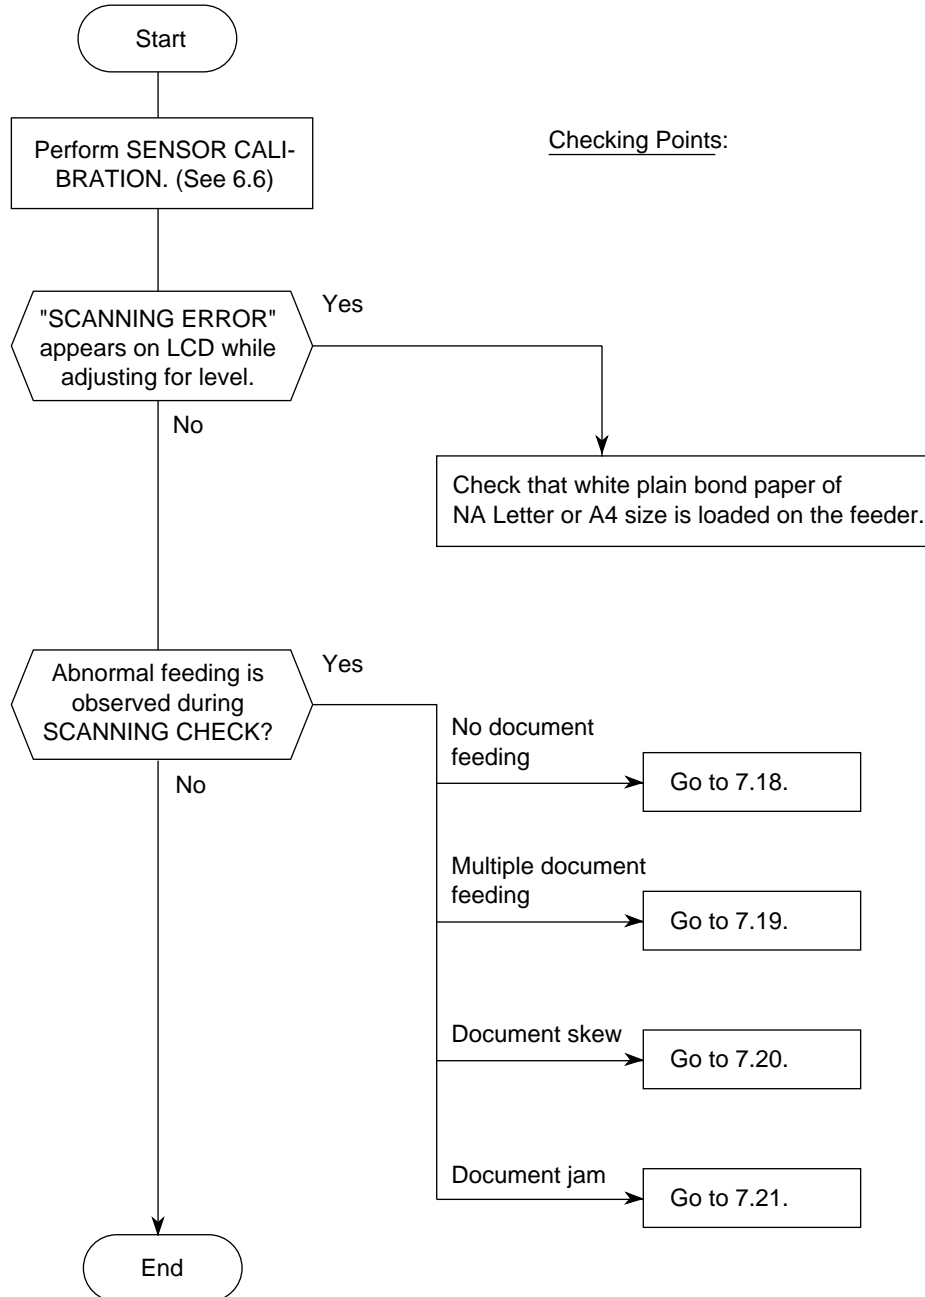 Start
Perform SENSOR CALI-
BRATION. (See 6.6)
Checking Points:
"SCANNING ERROR"
appears on LCD while
adjusting for level.
Yes
No
Check that white plain bond paper of
NA Letter or A4 size is loaded on the feeder.
Abnormal feeding is
observed during
SCANNING CHECK?
Yes
No
No document
feeding
Go to 7.18.
Multiple document
feeding
Go to 7.19.
Document skew
Go to 7.20.
Document jam
Go to 7.21.
End